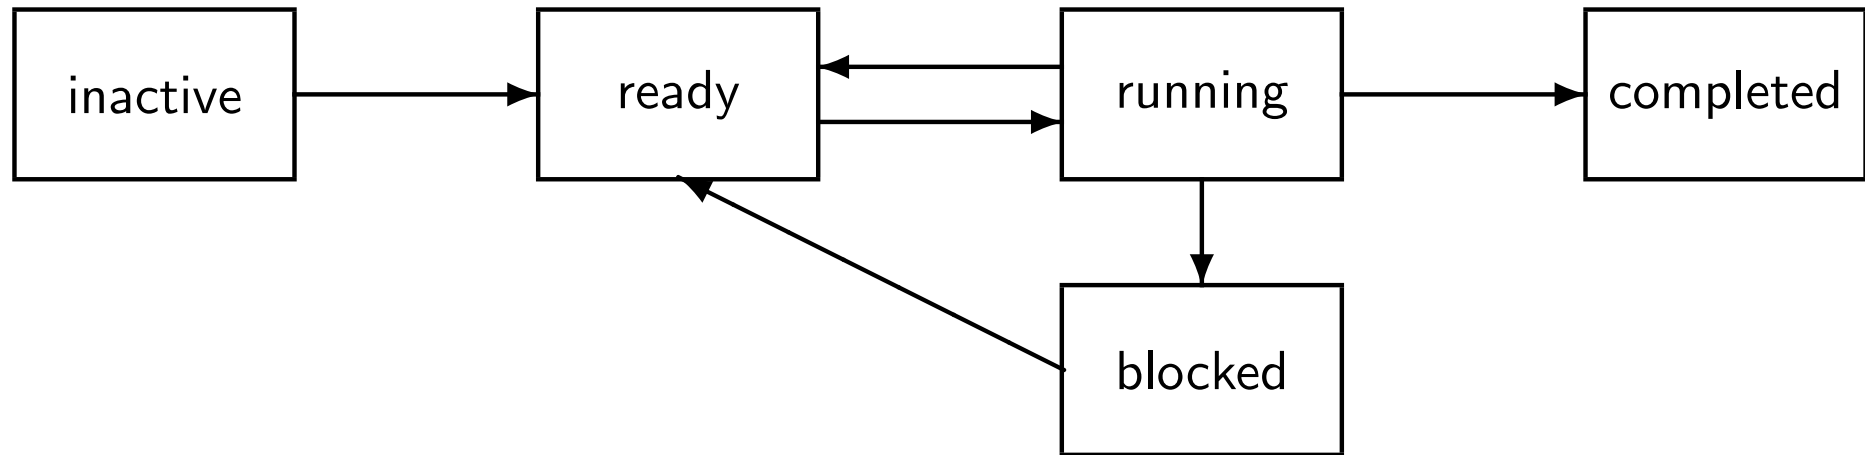 inactive
ready
running
completed
blocked